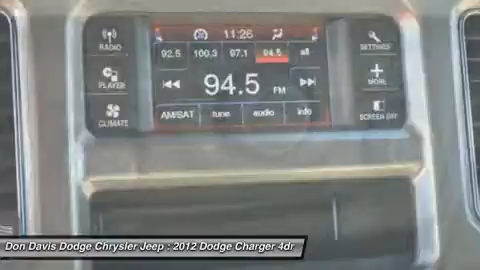 11:26
RADIO
92.5 100.3 97.1 94.5 all
SETTINGS
PLAYER
94.5 FM
MORE
CLIMATE
AM/SAT tune audio info
SCREEN OFF
Don Davis Dodge Chrysler Jeep : 2012 Dodge Charger 4dr